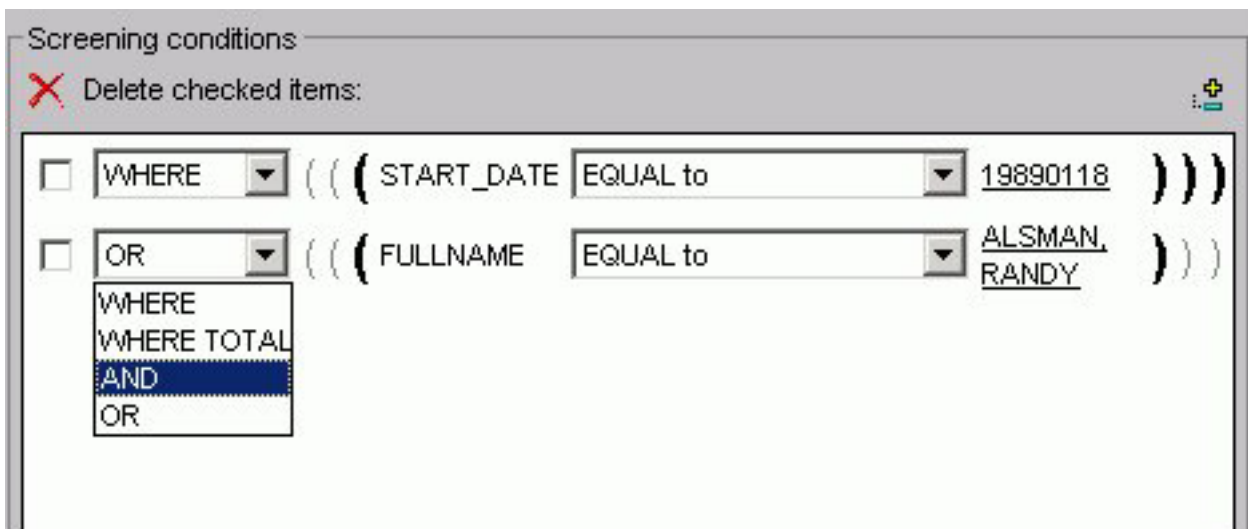 Screening conditions
Delete checked items:
WHERE ( ( ( START_DATE EQUAL to 19890118 ) ) )
OR ( ( ( FULLNAME EQUAL to ALSMAN, RANDY ) ) )
WHERE
WHERE TOTAL
AND
OR